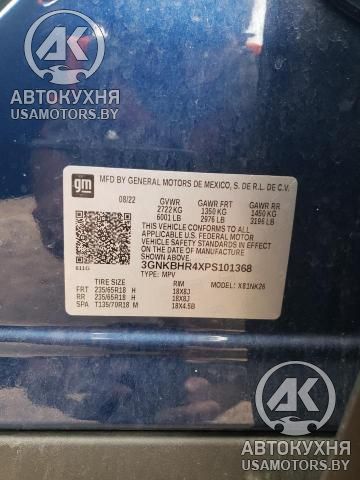 AK
АВТОКУХНЯ
USAMOTORS.BY
gm
MFD BY GENERAL MOTORS DE MEXICO, S. DE R.L. DE C.V.
08/22 GVWR GAWR FRT GAWR RR
2722 KG 1350 KG 1450 KG
6001 LB 2976 LB 3196 LB
THIS VEHICLE CONFORMS TO ALL APPLICABLE
U.S. FEDERAL MOTOR VEHICLE SAFETY
STANDARDS IN EFFECT ON THE DATE OF
MANUFACTURE SHOWN ABOVE.
3GNKBHR4XPS101368
TYPE: MPV
TIRE SIZE RIM MODEL: X81NK26
FRT 235/65R18 H 18X8J
RR 235/65R18 H 18X8J
SPA T135/70R18 M 18X4.5B
AK
АВТОКУХНЯ
USAMOTORS.BY